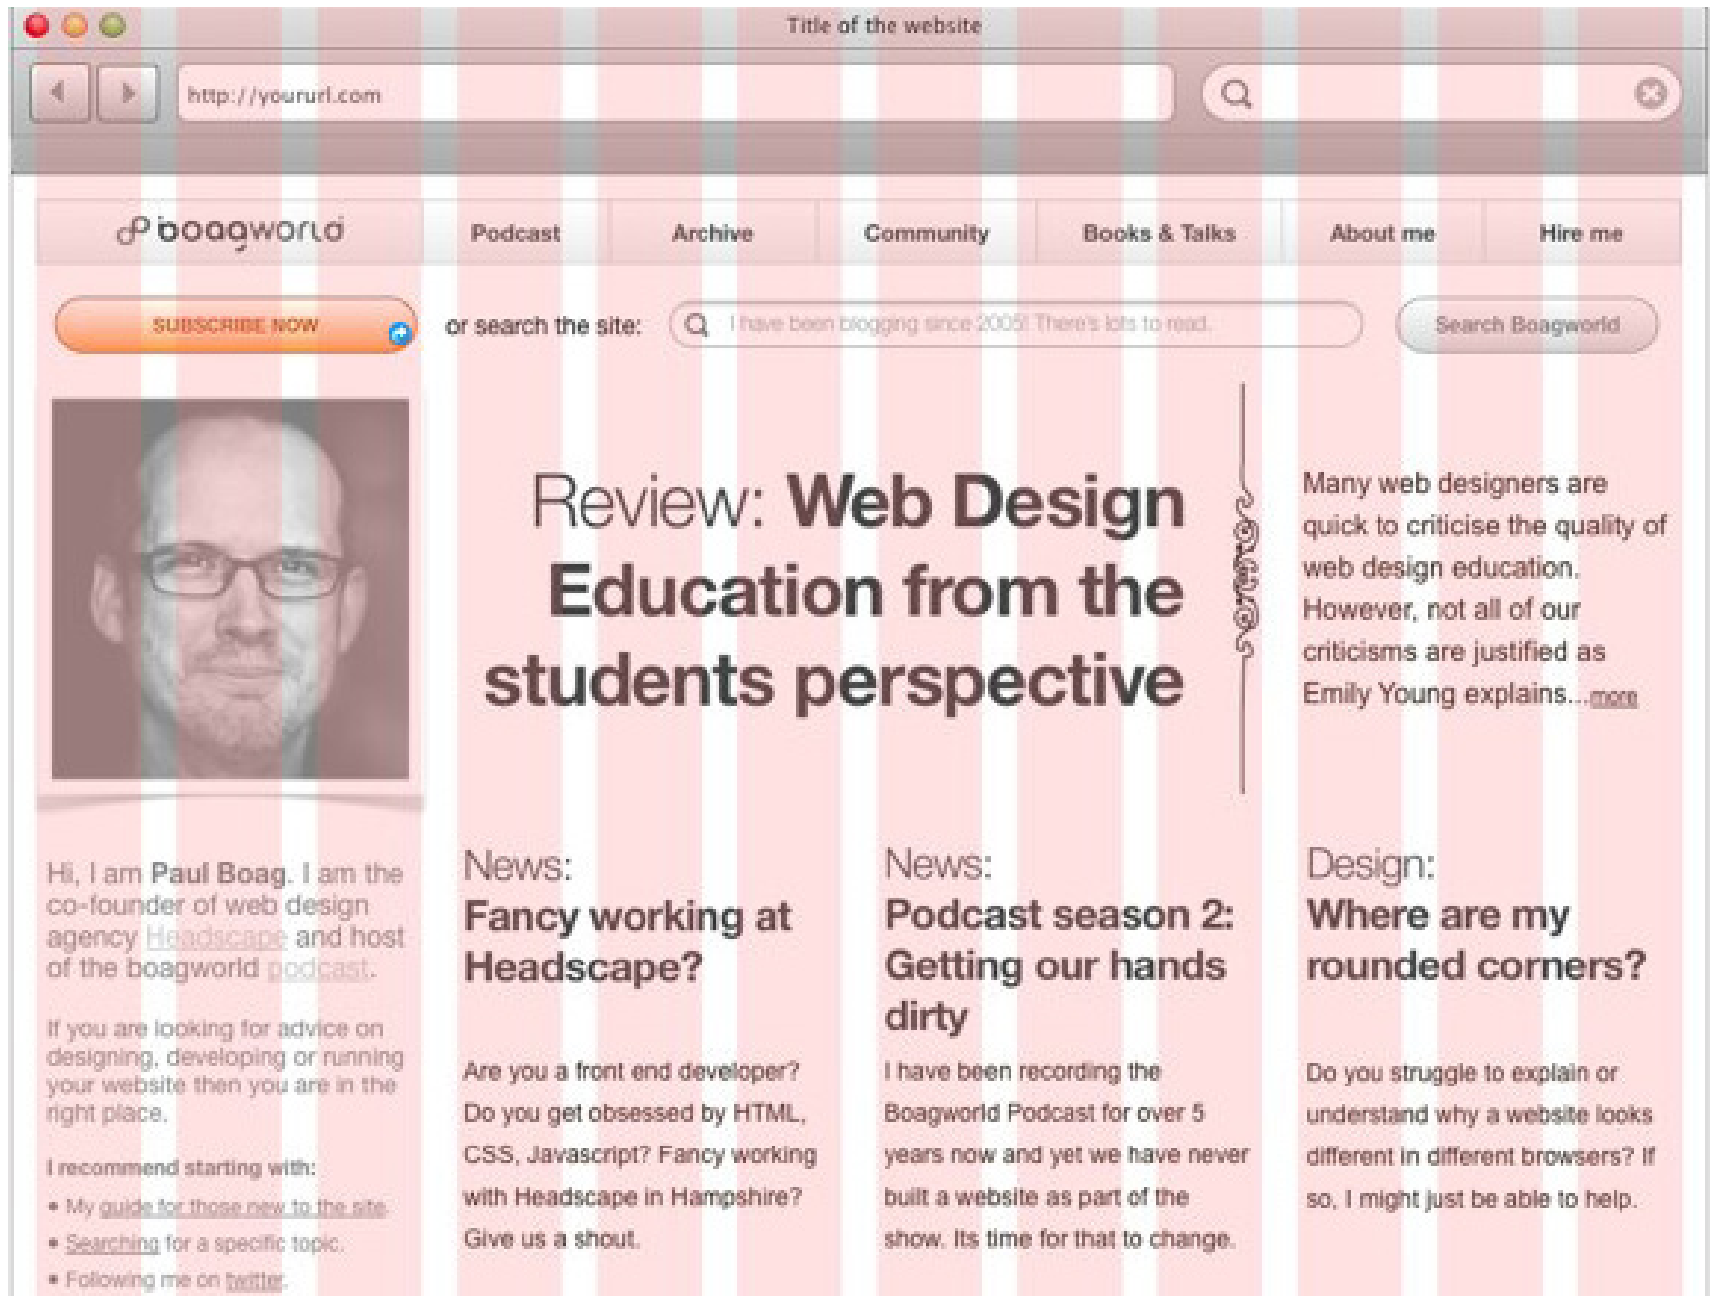 Title of the website
http://yoururl.com
boagworld
Podcast
Archive
Community
Books & Talks
About me
Hire me
SUBSCRIBE NOW
or search the site:
I have been blogging since 2005! There's lots to read.
Search Boagworld
Review: Web Design
Education from the
students perspective
Many web designers are
quick to criticise the quality of
web design education.
However, not all of our
criticisms are justified as
Emily Young explains...more
Hi, I am Paul Boag. I am the
co-founder of web design
agency Headscape and host
of the boagworld podcast.
If you are looking for advice on
designing, developing or running
your website then you are in the
right place.
I recommend starting with:
• My guide for those new to the site.
• Searching for a specific topic.
• Following me on twitter.
News:
Fancy working at
Headscape?
Are you a front end developer?
Do you get obsessed by HTML,
CSS, Javascript? Fancy working
with Headscape in Hampshire?
Give us a shout.
News:
Podcast season 2:
Getting our hands
dirty
I have been recording the
Boagworld Podcast for over 5
years now and yet we have never
built a website as part of the
show. Its time for that to change.
Design:
Where are my
rounded corners?
Do you struggle to explain or
understand why a website looks
different in different browsers? If
so, I might just be able to help.